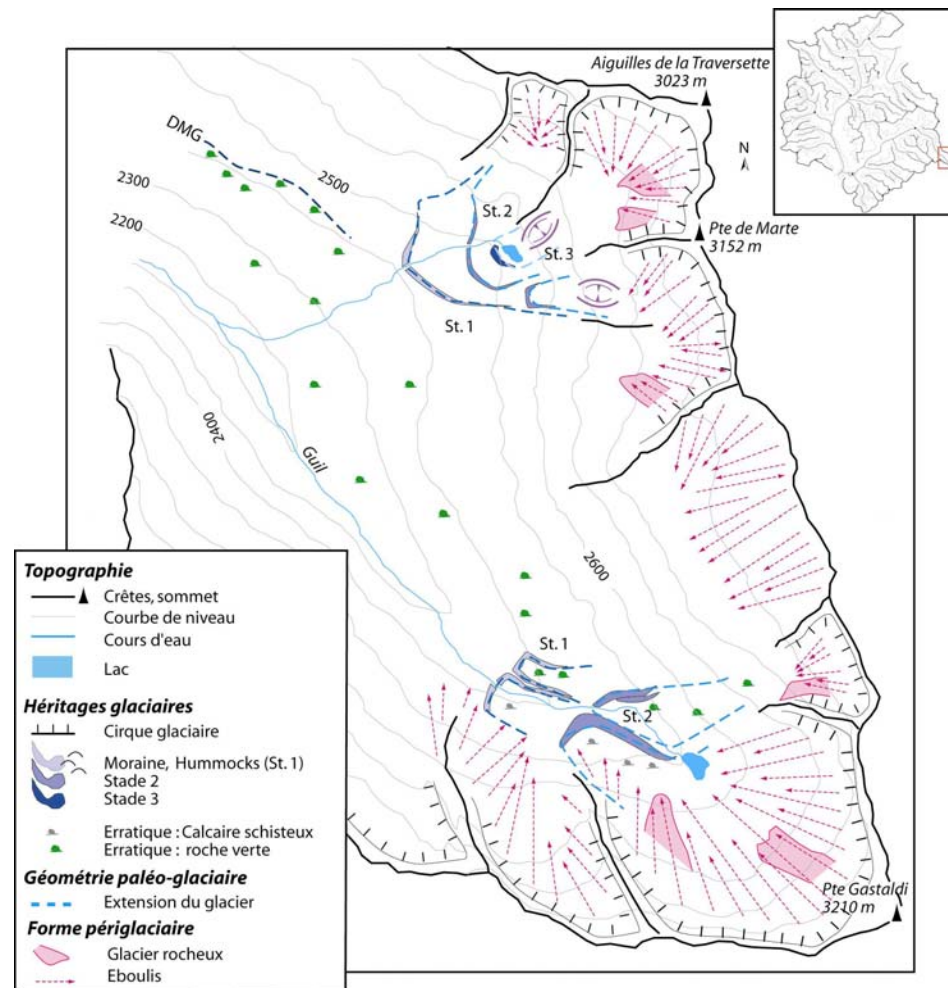 Aiguilles de la Traversette
3023 m
DMG
N
2500
2300
2200
St. 2
Pte de Marte
3152 m
St. 3
St. 1
2400
Guil
2600
St. 1
St. 2
Pte Gastaldi
3210 m
Topographie
Crêtes, sommet
Courbe de niveau
Cours d'eau
Lac
Héritages glaciaires
Cirque glaciaire
Moraine, Hummocks (St. 1)
Stade 2
Stade 3
Erratique : Calcaire schisteux
Erratique : roche verte
Géométrie paléo-glaciaire
Extension du glacier
Forme périglaciaire
Glacier rocheux
Eboulis